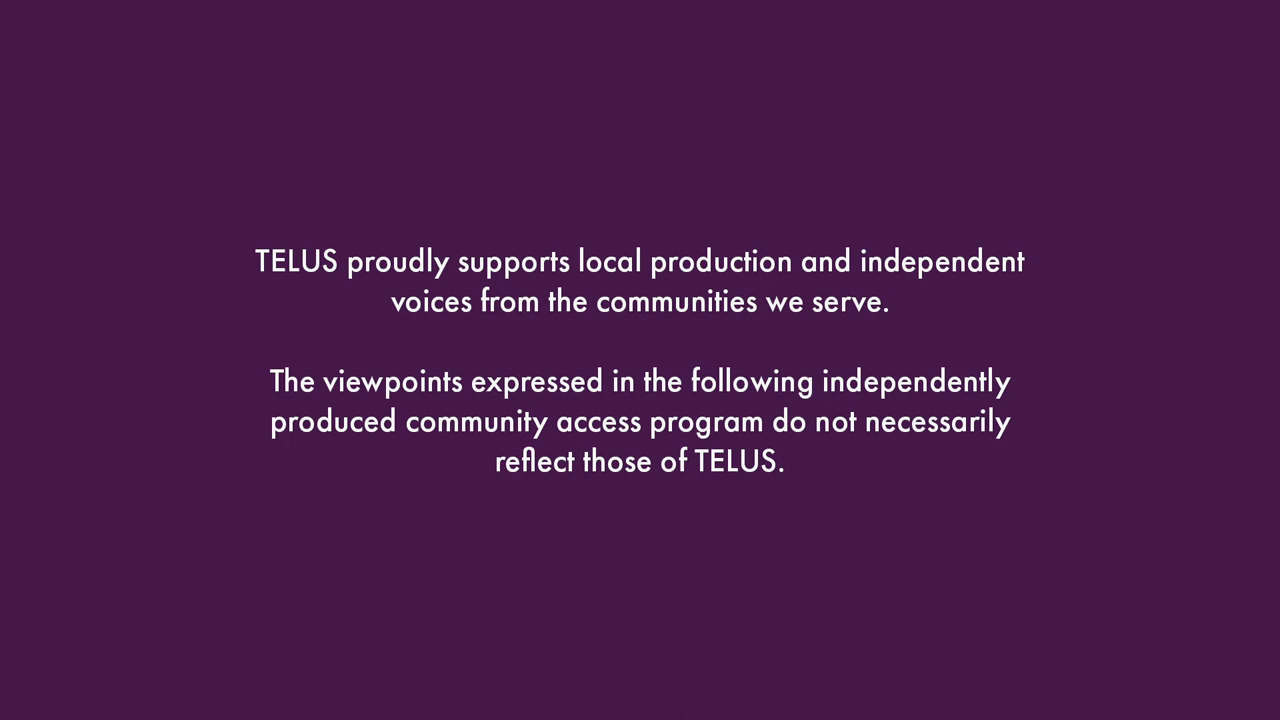 TELUS proudly supports local production and independent
voices from the communities we serve.
The viewpoints expressed in the following independently
produced community access program do not necessarily
reflect those of TELUS.